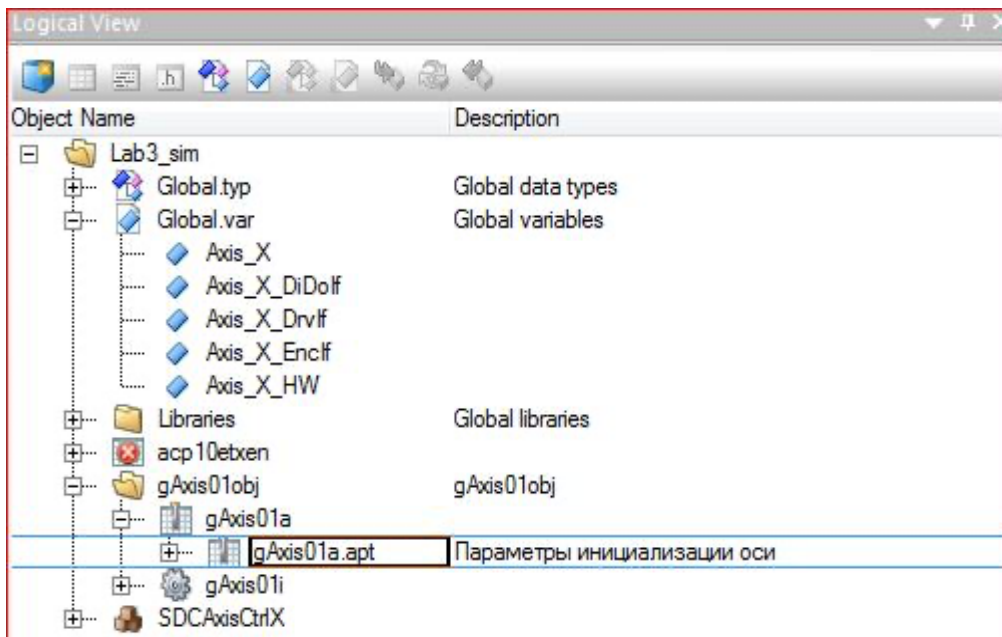 Logical View
.h
Object Name Description
Lab3_sim
Global.typ Global data types
Global.var Global variables
Axis_X
Axis_X_DiDoIf
Axis_X_DrvIf
Axis_X_EncIf
Axis_X_HW
Libraries Global libraries
acp10etxen
gAxis01obj gAxis01obj
gAxis01a
gAxis01a.apt Параметры инициализации оси
gAxis01i
SDCAxisCtrlX